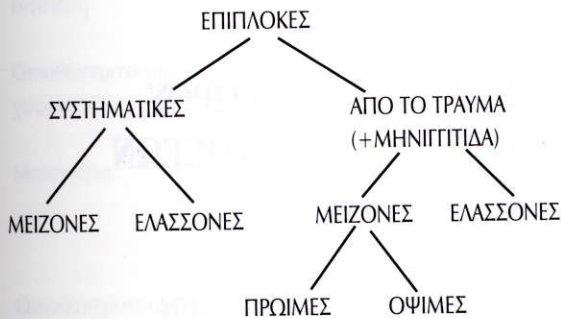 ΕΠΙΠΛΟΚΕΣ
ΣΥΣΤΗΜΑΤΙΚΕΣ
ΑΠΟ ΤΟ ΤΡΑΥΜΑ
(+ΜΗΝΙΓΓΙΤΙΔΑ)
ΜΕΙΖΟΝΕΣ ΕΛΑΣΣΟΝΕΣ
ΜΕΙΖΟΝΕΣ ΕΛΑΣΣΟΝΕΣ
ΠΡΩΙΜΕΣ ΟΨΙΜΕΣ